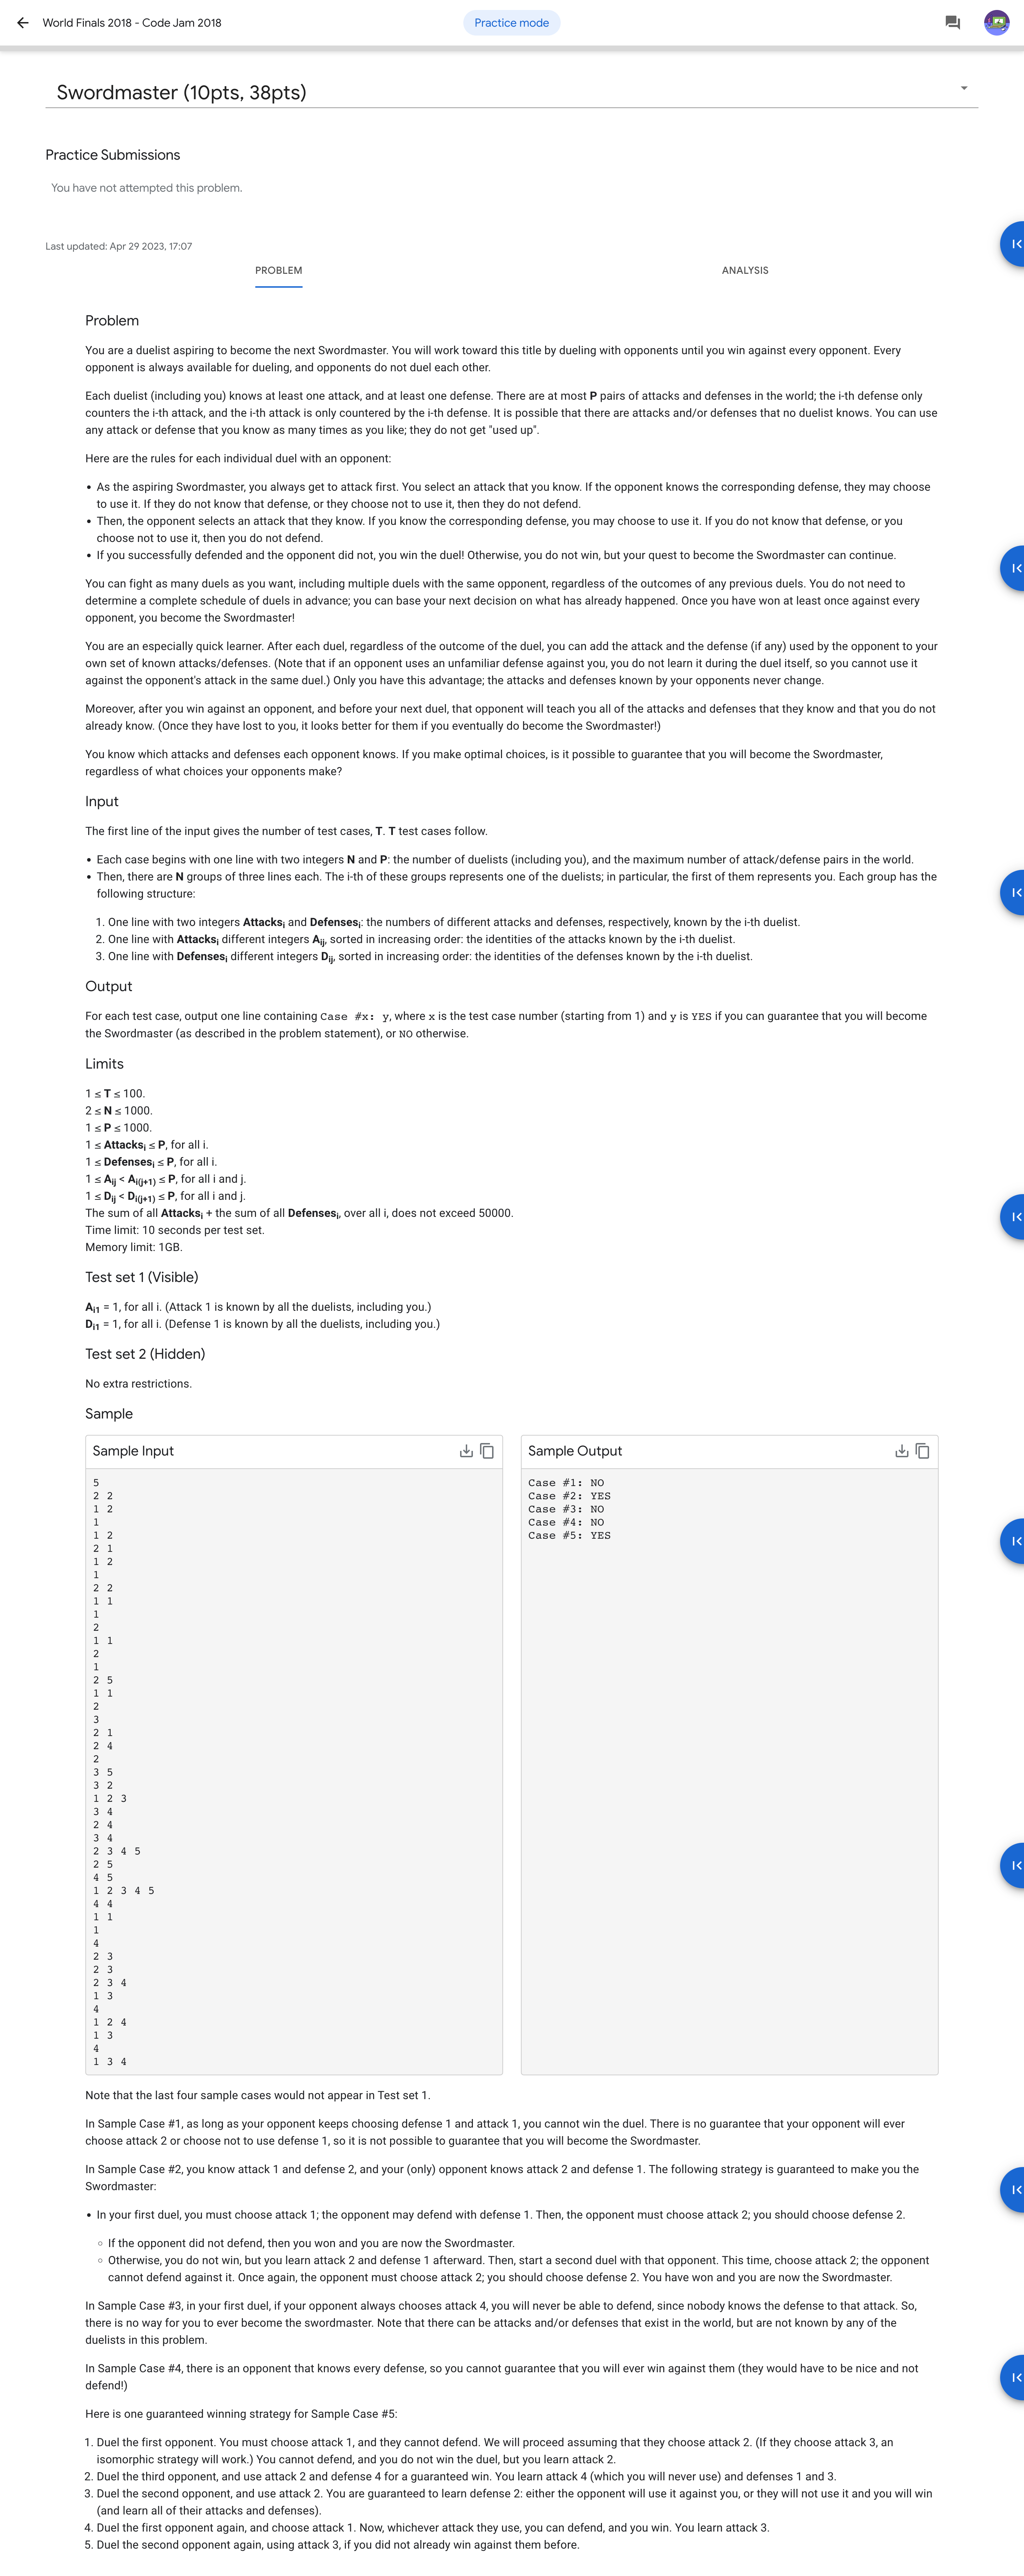 World Finals 2018 - Code Jam 2018
Practice mode
Swordmaster (10pts, 38pts)
Practice Submissions
You have not attempted this problem.
Last updated: Apr 29 2023, 17:07
PROBLEM
ANALYSIS
Problem
You are a duelist aspiring to become the next Swordmaster. You will work toward this title by dueling with opponents until you win against every opponent. Every
opponent is always available for dueling, and opponents do not duel each other.
Each duelist (including you) knows at least one attack, and at least one defense. There are at most P pairs of attacks and defenses in the world; the i-th defense only
counters the i-th attack, and the i-th attack is only countered by the i-th defense. It is possible that there are attacks and/or defenses that no duelist knows. You can use
any attack or defense that you know as many times as you like; they do not get "used up".
Here are the rules for each individual duel with an opponent:
• As the aspiring Swordmaster, you always get to attack first. You select an attack that you know. If the opponent knows the corresponding defense, they may choose
to use it. If they do not know that defense, or they choose not to use it, then they do not defend.
• Then, the opponent selects an attack that they know. If you know the corresponding defense, you may choose to use it. If you do not know that defense, or you
choose not to use it, then you do not defend.
• If you successfully defended and the opponent did not, you win the duel! Otherwise, you do not win, but your quest to become the Swordmaster can continue.
You can fight as many duels as you want, including multiple duels with the same opponent, regardless of the outcomes of any previous duels. You do not need to
determine a complete schedule of duels in advance; you can base your next decision on what has already happened. Once you have won at least once against every
opponent, you become the Swordmaster!
You are an especially quick learner. After each duel, regardless of the outcome of the duel, you can add the attack and the defense (if any) used by the opponent to your
own set of known attacks/defenses. (Note that if an opponent uses an unfamiliar defense against you, you do not learn it during the duel itself, so you cannot use it
against the opponent's attack in the same duel.) Only you have this advantage; the attacks and defenses known by your opponents never change.
Moreover, after you win against an opponent, and before your next duel, that opponent will teach you all of the attacks and defenses that they know and that you do not
already know. (Once they have lost to you, it looks better for them if you eventually do become the Swordmaster!)
You know which attacks and defenses each opponent knows. If you make optimal choices, is it possible to guarantee that you will become the Swordmaster,
regardless of what choices your opponents make?
Input
The first line of the input gives the number of test cases, T. T test cases follow.
• Each case begins with one line with two integers N and P: the number of duelists (including you), and the maximum number of attack/defense pairs in the world.
• Then, there are N groups of three lines each. The i-th of these groups represents one of the duelists; in particular, the first of them represents you. Each group has the
following structure:
1. One line with two integers Attacksi and Defensesi: the numbers of different attacks and defenses, respectively, known by the i-th duelist.
2. One line with Attacksi different integers Aij, sorted in increasing order: the identities of the attacks known by the i-th duelist.
3. One line with Defensesi different integers Dij, sorted in increasing order: the identities of the defenses known by the i-th duelist.
Output
For each test case, output one line containing Case #x: y, where x is the test case number (starting from 1) and y is YES if you can guarantee that you will become
the Swordmaster (as described in the problem statement), or NO otherwise.
Limits
1 ≤ T ≤ 100.
2 ≤ N ≤ 1000.
1 ≤ P ≤ 1000.
1 ≤ Attacksi ≤ P, for all i.
1 ≤ Defensesi ≤ P, for all i.
1 ≤ Aij < Ai(j+1) ≤ P, for all i and j.
1 ≤ Dij < Di(j+1) ≤ P, for all i and j.
The sum of all Attacksi + the sum of all Defensesi, over all i, does not exceed 50000.
Time limit: 10 seconds per test set.
Memory limit: 1GB.
Test set 1 (Visible)
Ai1 = 1, for all i. (Attack 1 is known by all the duelists, including you.)
Di1 = 1, for all i. (Defense 1 is known by all the duelists, including you.)
Test set 2 (Hidden)
No extra restrictions.
Sample
Sample Input
5
2 2
1 2
1
1 2
2 1
1 2
1
2 2
1 1
1
2
1 1
2
1
2 5
1 1
2
3
2 1
2 4
2
3 5
3 2
1 2 3
3 4
2 4
3 4
2 3 4 5
2 5
4 5
1 2 3 4 5
4 4
1 1
1
4
2 3
2 3
2 3 4
1 3
4
1 2 4
1 3
4
1 3 4
Sample Output
Case #1: NO
Case #2: YES
Case #3: NO
Case #4: NO
Case #5: YES
Note that the last four sample cases would not appear in Test set 1.
In Sample Case #1, as long as your opponent keeps choosing defense 1 and attack 1, you cannot win the duel. There is no guarantee that your opponent will ever
choose attack 2 or choose not to use defense 1, so it is not possible to guarantee that you will become the Swordmaster.
In Sample Case #2, you know attack 1 and defense 2, and your (only) opponent knows attack 2 and defense 1. The following strategy is guaranteed to make you the
Swordmaster:
• In your first duel, you must choose attack 1; the opponent may defend with defense 1. Then, the opponent must choose attack 2; you should choose defense 2.
○ If the opponent did not defend, then you won and you are now the Swordmaster.
○ Otherwise, you do not win, but you learn attack 2 and defense 1 afterward. Then, start a second duel with that opponent. This time, choose attack 2; the opponent
cannot defend against it. Once again, the opponent must choose attack 2; you should choose defense 2. You have won and you are now the Swordmaster.
In Sample Case #3, in your first duel, if your opponent always chooses attack 4, you will never be able to defend, since nobody knows the defense to that attack. So,
there is no way for you to ever become the swordmaster. Note that there can be attacks and/or defenses that exist in the world, but are not known by any of the
duelists in this problem.
In Sample Case #4, there is an opponent that knows every defense, so you cannot guarantee that you will ever win against them (they would have to be nice and not
defend!)
Here is one guaranteed winning strategy for Sample Case #5:
1. Duel the first opponent. You must choose attack 1, and they cannot defend. We will proceed assuming that they choose attack 2. (If they choose attack 3, an
isomorphic strategy will work.) You cannot defend, and you do not win the duel, but you learn attack 2.
2. Duel the third opponent, and use attack 2 and defense 4 for a guaranteed win. You learn attack 4 (which you will never use) and defenses 1 and 3.
3. Duel the second opponent, and use attack 2. You are guaranteed to learn defense 2: either the opponent will use it against you, or they will not use it and you will win
(and learn all of their attacks and defenses).
4. Duel the first opponent again, and choose attack 1. Now, whichever attack they use, you can defend, and you win. You learn attack 3.
5. Duel the second opponent again, using attack 3, if you did not already win against them before.